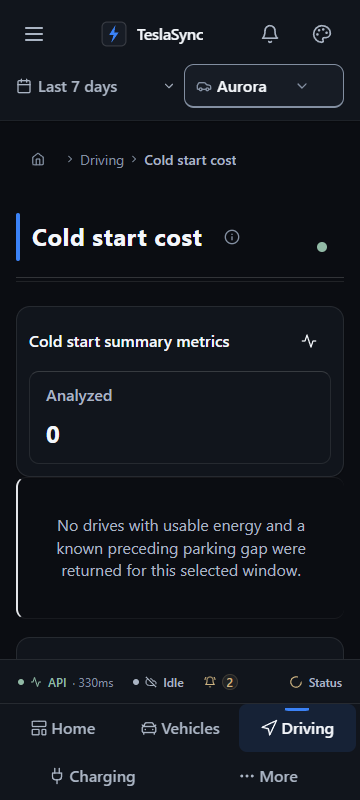 TeslaSync
Last 7 days
Aurora
Driving
Cold start cost
Cold start cost
Cold start summary metrics
Analyzed
0
No drives with usable energy and a
known preceding parking gap were
returned for this selected window.
API · 330ms
Idle
2
Status
Home
Vehicles
Driving
Charging
More